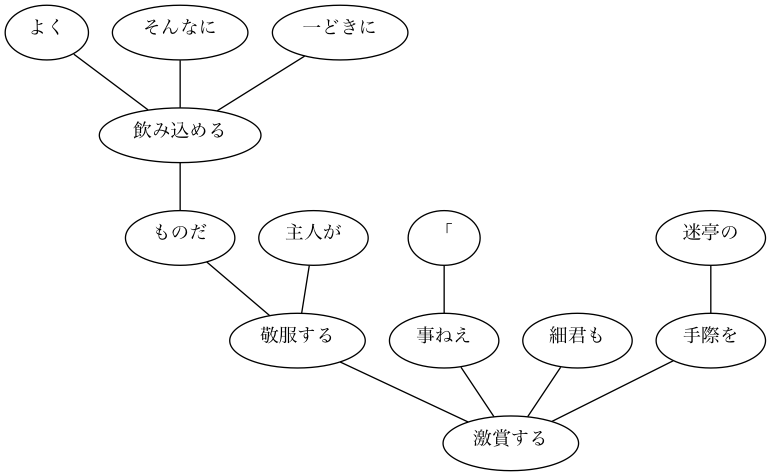 よく そんなに 一どきに
飲み込める
ものだ 主人が 「 迷亭の
敬服する 事ねえ 細君も 手際を
激賞する